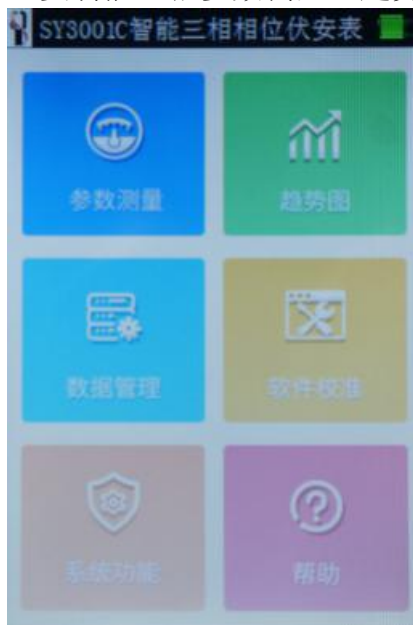 SY3001C智能三相相位伏安表
参数测量
趋势图
数据管理
软件校准
系统功能
帮助